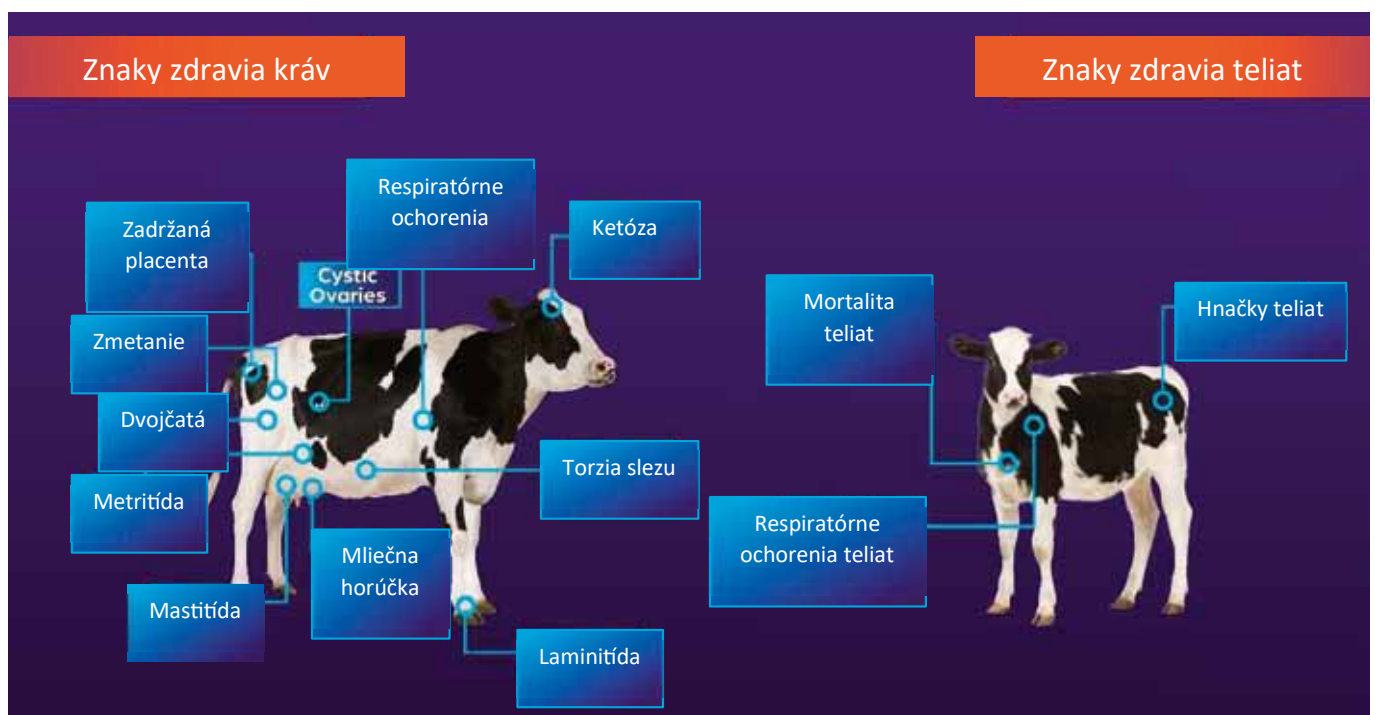 Znaky zdravia kráv
Znaky zdravia teliat
Respiratórne
ochorenia
Zadržaná
placenta
Ketóza
Cystic
Ovaries
Zmetanie
Dvojčatá
Metritída
Torzia slezu
Mliečna
horúčka
Mastitída
Laminitída
Mortalita
teliat
Hnačky teliat
Respiratórne
ochorenia teliat